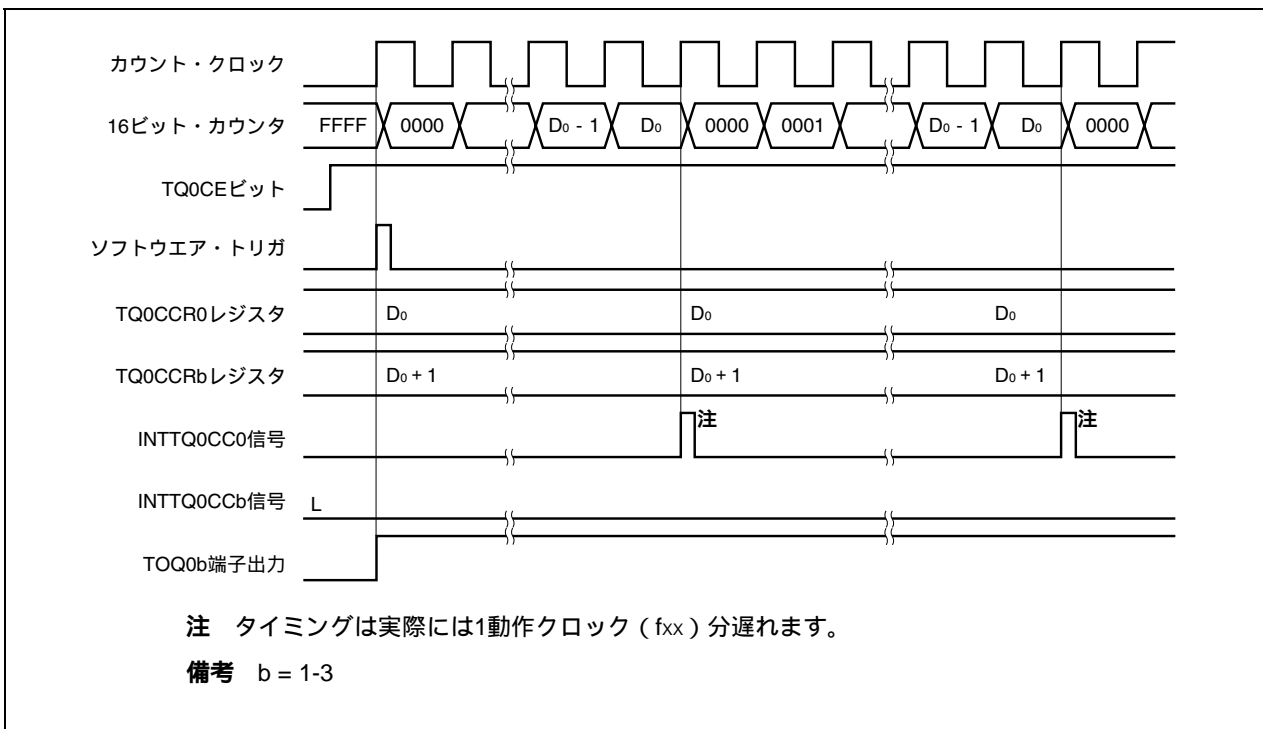 カウント・クロック
16ビット・カウンタ FFFF 0000 D₀ - 1 D₀ 0000 0001 D₀ - 1 D₀ 0000
TQ0CEビット
ソフトウエア・トリガ
TQ0CCR0レジスタ D₀ D₀ D₀
TQ0CCRbレジスタ D₀ + 1 D₀ + 1 D₀ + 1
INTTQ0CC0信号 注 注
INTTQ0CCb信号 L
TOQ0b端子出力
注 タイミングは実際には1動作クロック(fxx)分遅れます。
備考 b = 1-3